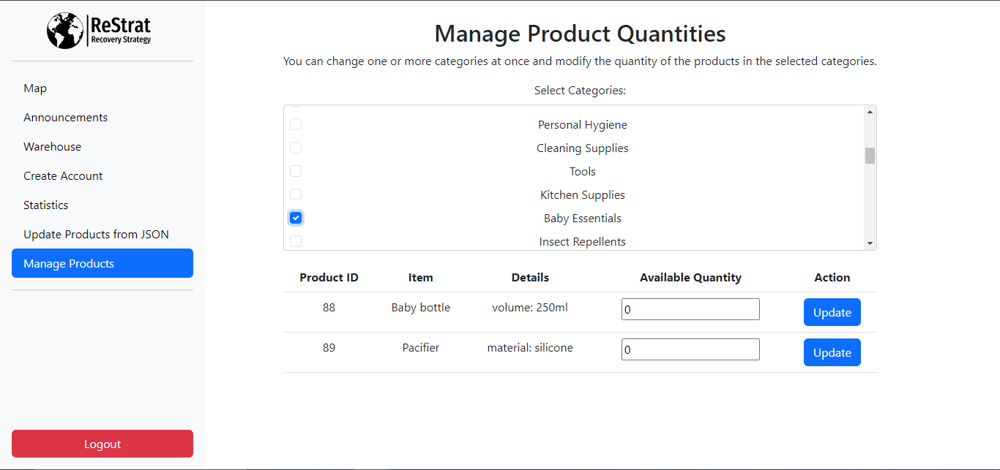 ReStrat
Recovery Strategy
Map
Announcements
Warehouse
Create Account
Statistics
Update Products from JSON
Manage Products
Logout
Manage Product Quantities
You can change one or more categories at once and modify the quantity of the products in the selected categories.
Select Categories:
Personal Hygiene
Cleaning Supplies
Tools
Kitchen Supplies
Baby Essentials
Insect Repellents
Product ID Item Details Available Quantity Action
88 Baby bottle volume: 250ml 0 Update
89 Pacifier material: silicone 0 Update